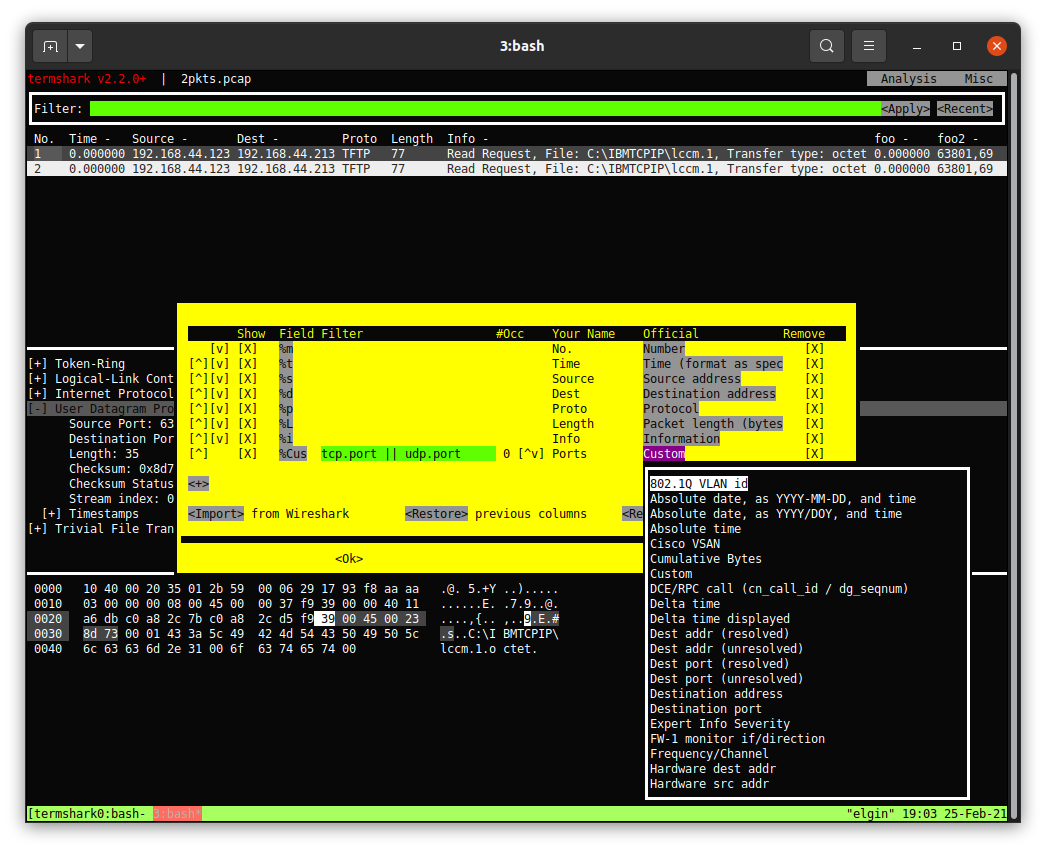 3:bash
termshark v2.2.0+ | 2pkts.pcap Analysis Misc
Filter: <Apply> <Recent>
No. Time - Source - Dest - Proto Length Info - foo - foo2 -
1 0.000000 192.168.44.123 192.168.44.213 TFTP 77 Read Request, File: C:\IBMTCPIP\lccm.1, Transfer type: octet 0.000000 63801,69
2 0.000000 192.168.44.123 192.168.44.213 TFTP 77 Read Request, File: C:\IBMTCPIP\lccm.1, Transfer type: octet 0.000000 63801,69
Show Field Filter #Occ Your Name Official Remove
[v] [X] %m No. Number [X]
[^][v] [X] %t Time Time (format as spec [X]
[^][v] [X] %s Source Source address [X]
[^][v] [X] %d Dest Destination address [X]
[^][v] [X] %p Proto Protocol [X]
[^][v] [X] %L Length Packet length (bytes [X]
[^][v] [X] %i Info Information [X]
[^] [X] %Cus tcp.port || udp.port 0 [^v] Ports Custom [X]
<+>
<Import> from Wireshark <Restore> previous columns <Re
<Ok>
[+] Token-Ring
[+] Logical-Link Cont
[+] Internet Protocol
[-] User Datagram Pro
Source Port: 63
Destination Por
Length: 35
Checksum: 0x8d7
Checksum Status
Stream index: 0
[+] Timestamps
[+] Trivial File Tran
802.1Q VLAN id
Absolute date, as YYYY-MM-DD, and time
Absolute date, as YYYY/DOY, and time
Absolute time
Cisco VSAN
Cumulative Bytes
Custom
DCE/RPC call (cn_call_id / dg_seqnum)
Delta time
Delta time displayed
Dest addr (resolved)
Dest addr (unresolved)
Dest port (resolved)
Dest port (unresolved)
Destination address
Destination port
Expert Info Severity
FW-1 monitor if/direction
Frequency/Channel
Hardware dest addr
Hardware src addr
0000 10 40 00 20 35 01 2b 59 00 06 29 17 93 f8 aa aa .@. 5.+Y ..).....
0010 03 00 00 00 08 00 45 00 00 37 f9 39 00 00 40 11 ......E. .7.9..@.
0020 a6 db c0 a8 2c 7b c0 a8 2c d5 f9 39 00 45 00 23 ....,{.. ,..9.E.#
0030 8d 73 00 01 43 3a 5c 49 42 4d 54 43 50 49 50 5c .s..C:\I BMTCPIP\
0040 6c 63 63 6d 2e 31 00 6f 63 74 65 74 00 lccm.1.o ctet.
[termshark0:bash- 3:bash* "elgin" 19:03 25-Feb-21